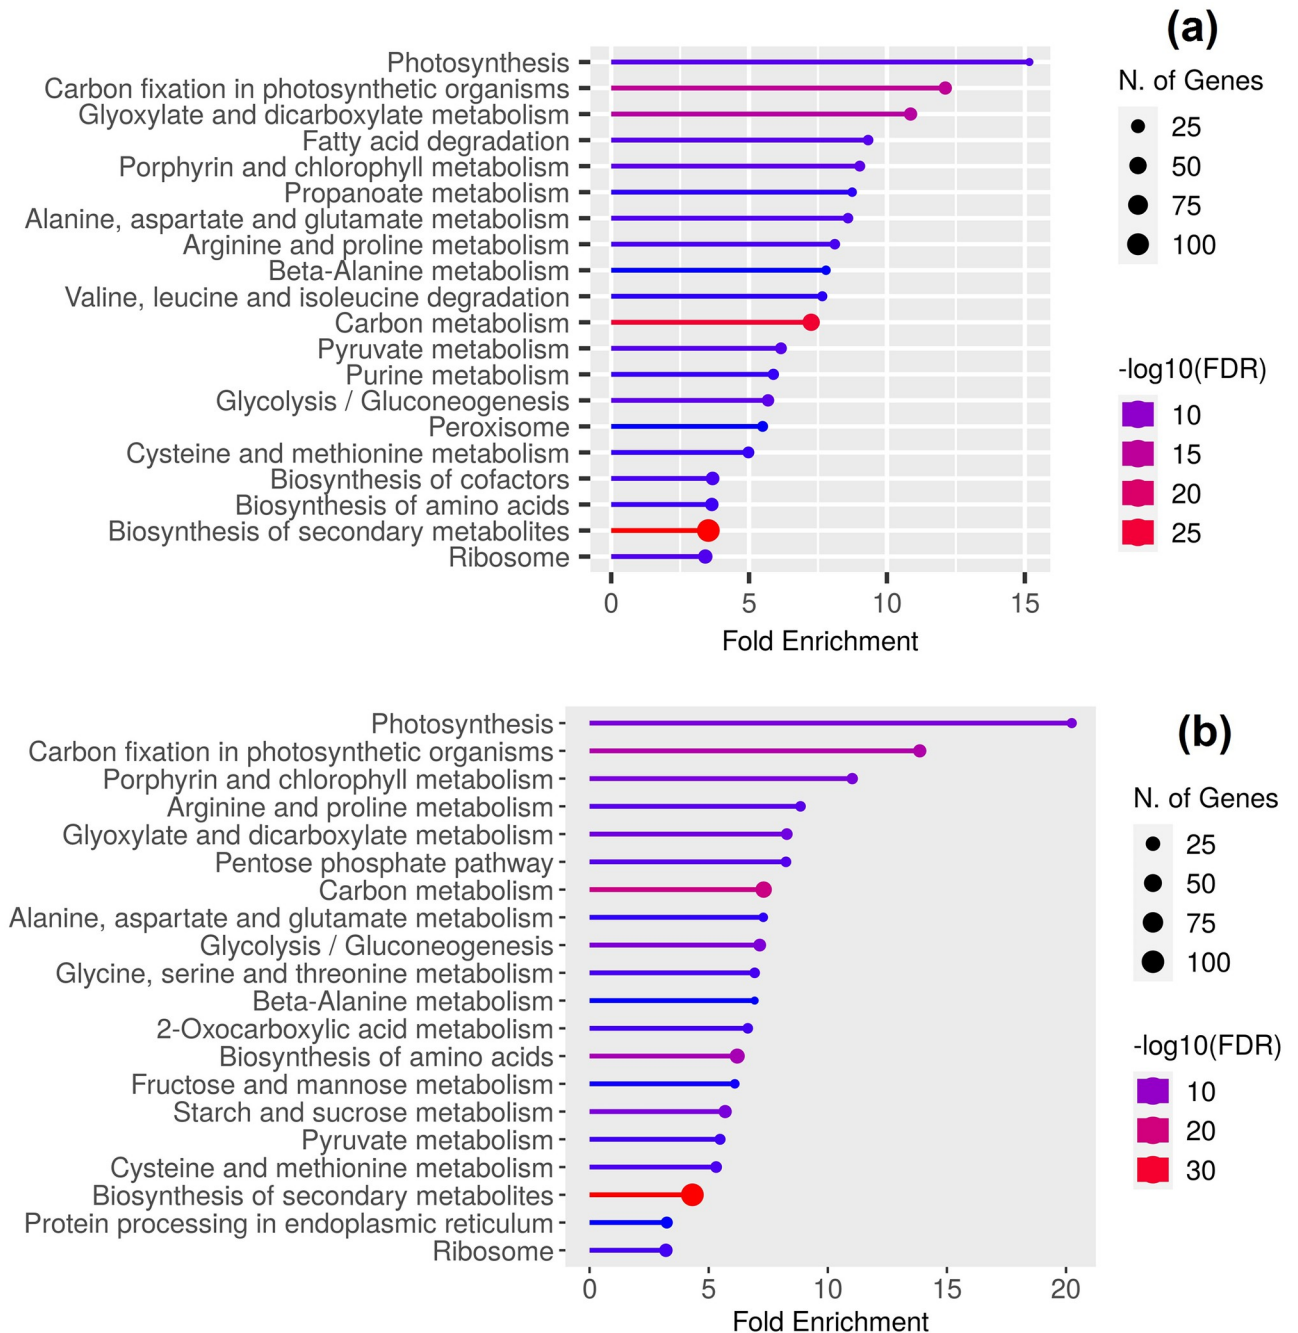 (a)
Photosynthesis
Carbon fixation in photosynthetic organisms
Glyoxylate and dicarboxylate metabolism
Fatty acid degradation
Porphyrin and chlorophyll metabolism
Propanoate metabolism
Alanine, aspartate and glutamate metabolism
Arginine and proline metabolism
Beta-Alanine metabolism
Valine, leucine and isoleucine degradation
Carbon metabolism
Pyruvate metabolism
Purine metabolism
Glycolysis / Gluconeogenesis
Peroxisome
Cysteine and methionine metabolism
Biosynthesis of cofactors
Biosynthesis of amino acids
Biosynthesis of secondary metabolites
Ribosome
0 5 10 15
Fold Enrichment
N. of Genes
25
50
75
100
-log10(FDR)
10
15
20
25
(b)
Photosynthesis
Carbon fixation in photosynthetic organisms
Porphyrin and chlorophyll metabolism
Arginine and proline metabolism
Glyoxylate and dicarboxylate metabolism
Pentose phosphate pathway
Carbon metabolism
Alanine, aspartate and glutamate metabolism
Glycolysis / Gluconeogenesis
Glycine, serine and threonine metabolism
Beta-Alanine metabolism
2-Oxocarboxylic acid metabolism
Biosynthesis of amino acids
Fructose and mannose metabolism
Starch and sucrose metabolism
Pyruvate metabolism
Cysteine and methionine metabolism
Biosynthesis of secondary metabolites
Protein processing in endoplasmic reticulum
Ribosome
0 5 10 15 20
Fold Enrichment
N. of Genes
25
50
75
100
-log10(FDR)
10
20
30